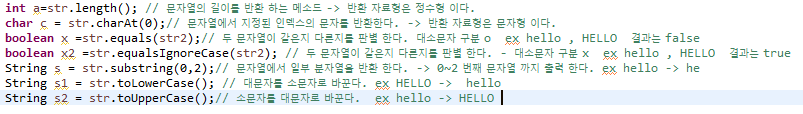 int a=str.length(); // 문자열의 길이를 반환 하는 메소드 -> 반환 자료형은 정수형 이다.
char c = str.charAt(0);// 문자열에서 지정된 인덱스의 문자를 반환한다. -> 반환 자료형은 문자형 이다.
boolean x =str.equals(str2);// 두 문자열이 같은지 다른지를 판별 한다. 대소문자 구분 o  ex hello , HELLO  결과는 false
boolean x2 =str.equalsIgnoreCase(str2); // 두 문자열이 같은지 다른지를 판별 한다. - 대소문자 구분 x  ex hello , HELLO  결과는 true
String s = str.substring(0,2);// 문자열에서 일부 분자열을 반환 한다. -> 0~2 번째 문자열 까지 출력 한다. ex hello -> he
String s1 = str.toLowerCase(); // 대문자를 소문자로 바꾼다. ex HELLO ->  hello
String s2 = str.toUpperCase();// 소문자를 대문자로 바꾼다.  ex hello -> HELLO